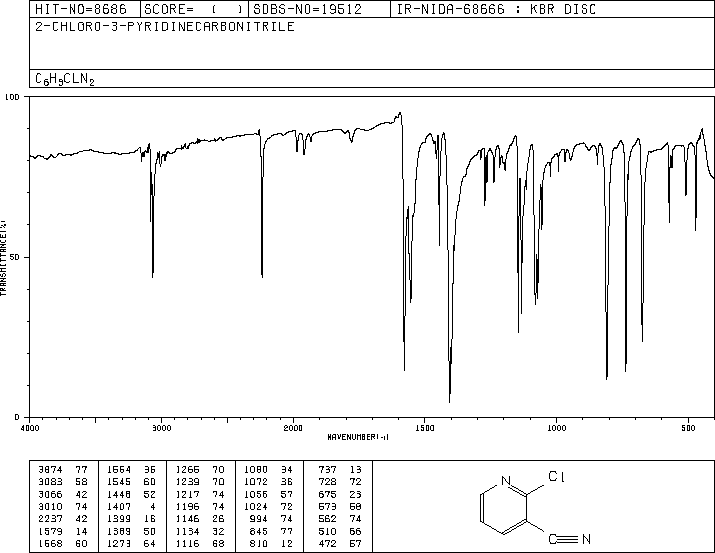 HIT-NO=8686 SCORE= ( ) SDBS-NO=19512 IR-NIDA-68666 : KBR DISC
2-CHLORO-3-PYRIDINECARBONITRILE
C6H3CLN2
100
50
0
TRANSMITTANCE(%)
4000 3000 2000 1500 1000 500
WAVENUMBER(-1)
3874 77 1554 36 1266 70 1080 34 737 13
3083 58 1545 60 1239 70 1072 36 728 72
3066 42 1448 52 1217 74 1056 57 675 23
3010 74 1407 4 1196 74 1024 72 673 58
2237 42 1399 16 1146 26 994 74 562 74
1579 14 1389 50 1134 32 845 77 510 66
1568 60 1273 64 1116 68 810 12 472 57
N
Cl
C≡N